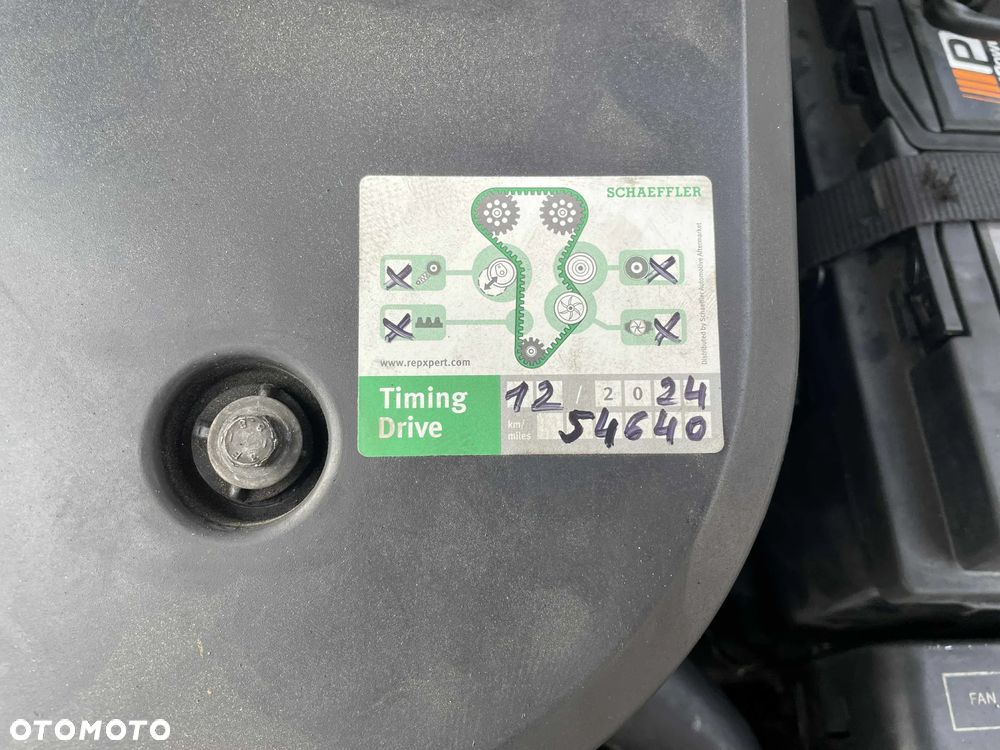 SCHAEFFLER
X
X
X
X
www.repxpert.com
Distributed by Schaeffler Automotive Aftermarket
Timing
Drive
12 / 2024
km/
miles
54640
FAN
OTOMOTO